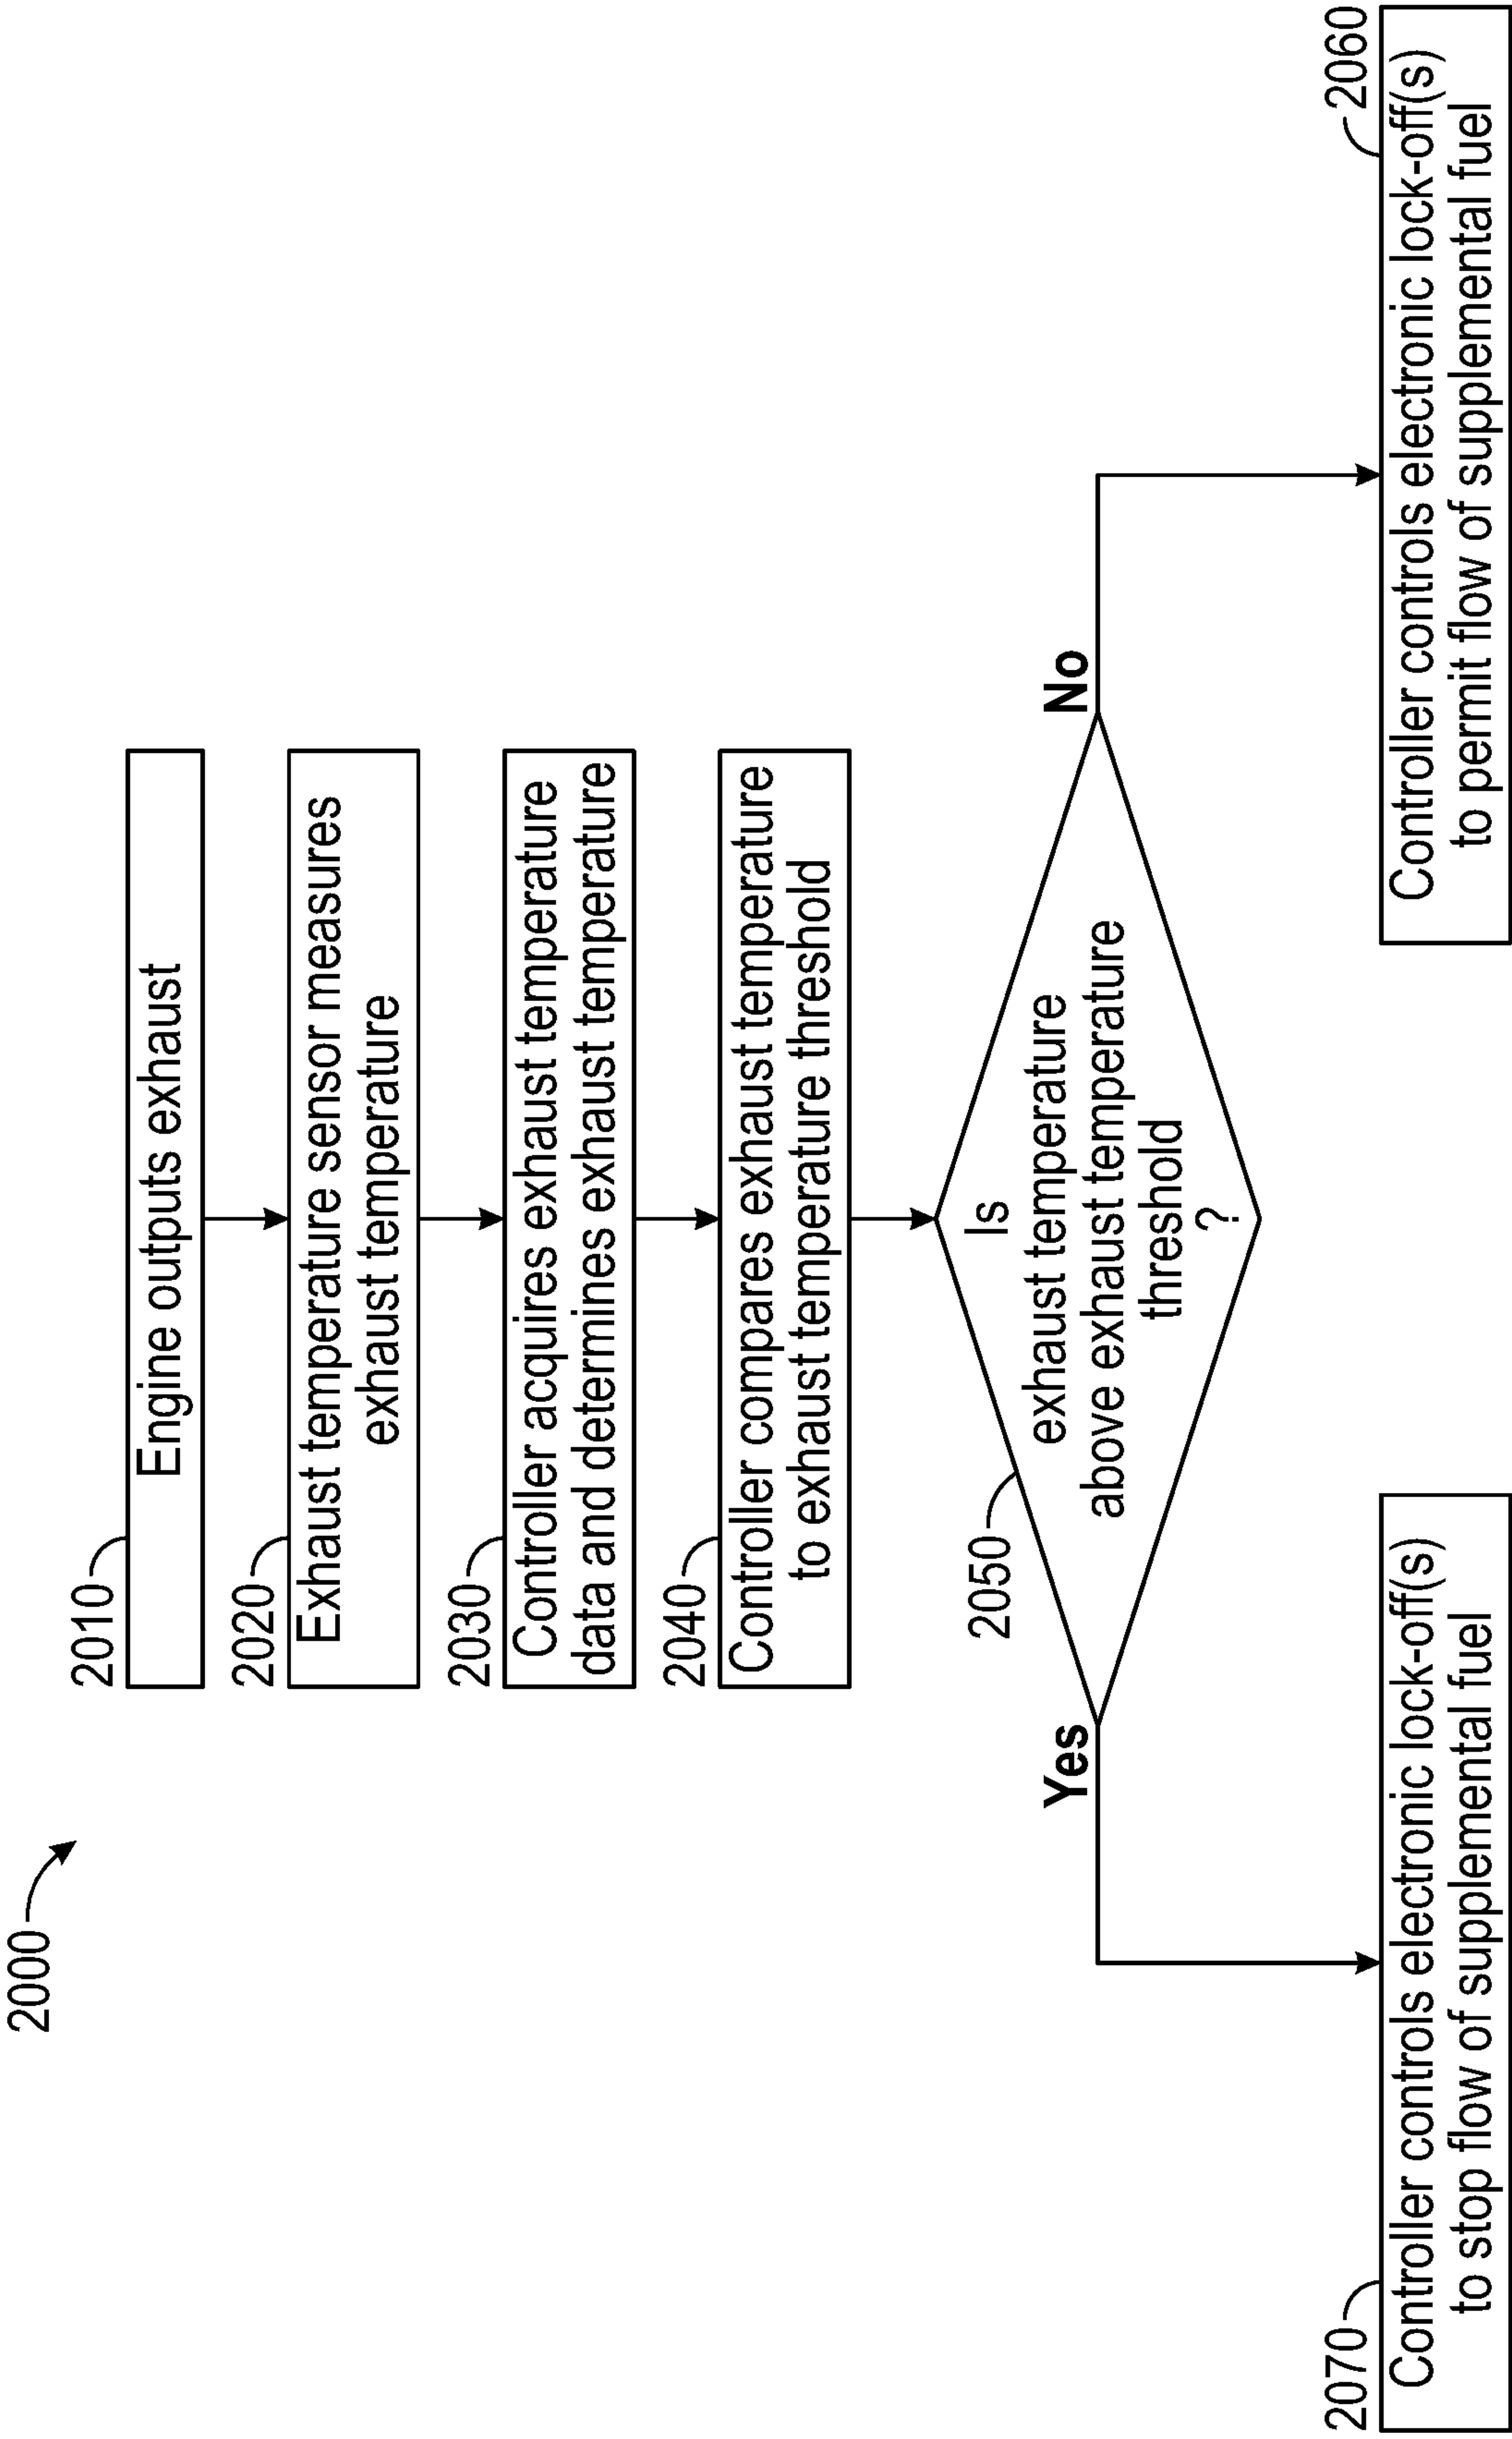 2000
2010
Engine outputs exhaust
2020
Exhaust temperature sensor measures
exhaust temperature
2030
Controller acquires exhaust temperature
data and determines exhaust temperature
2040
Controller compares exhaust temperature
to exhaust temperature threshold
2050
Is
exhaust temperature
above exhaust temperature
threshold
?
Yes
No
2070
Controller controls electronic lock-off(s)
to stop flow of supplemental fuel
2060
Controller controls electronic lock-off(s)
to permit flow of supplemental fuel